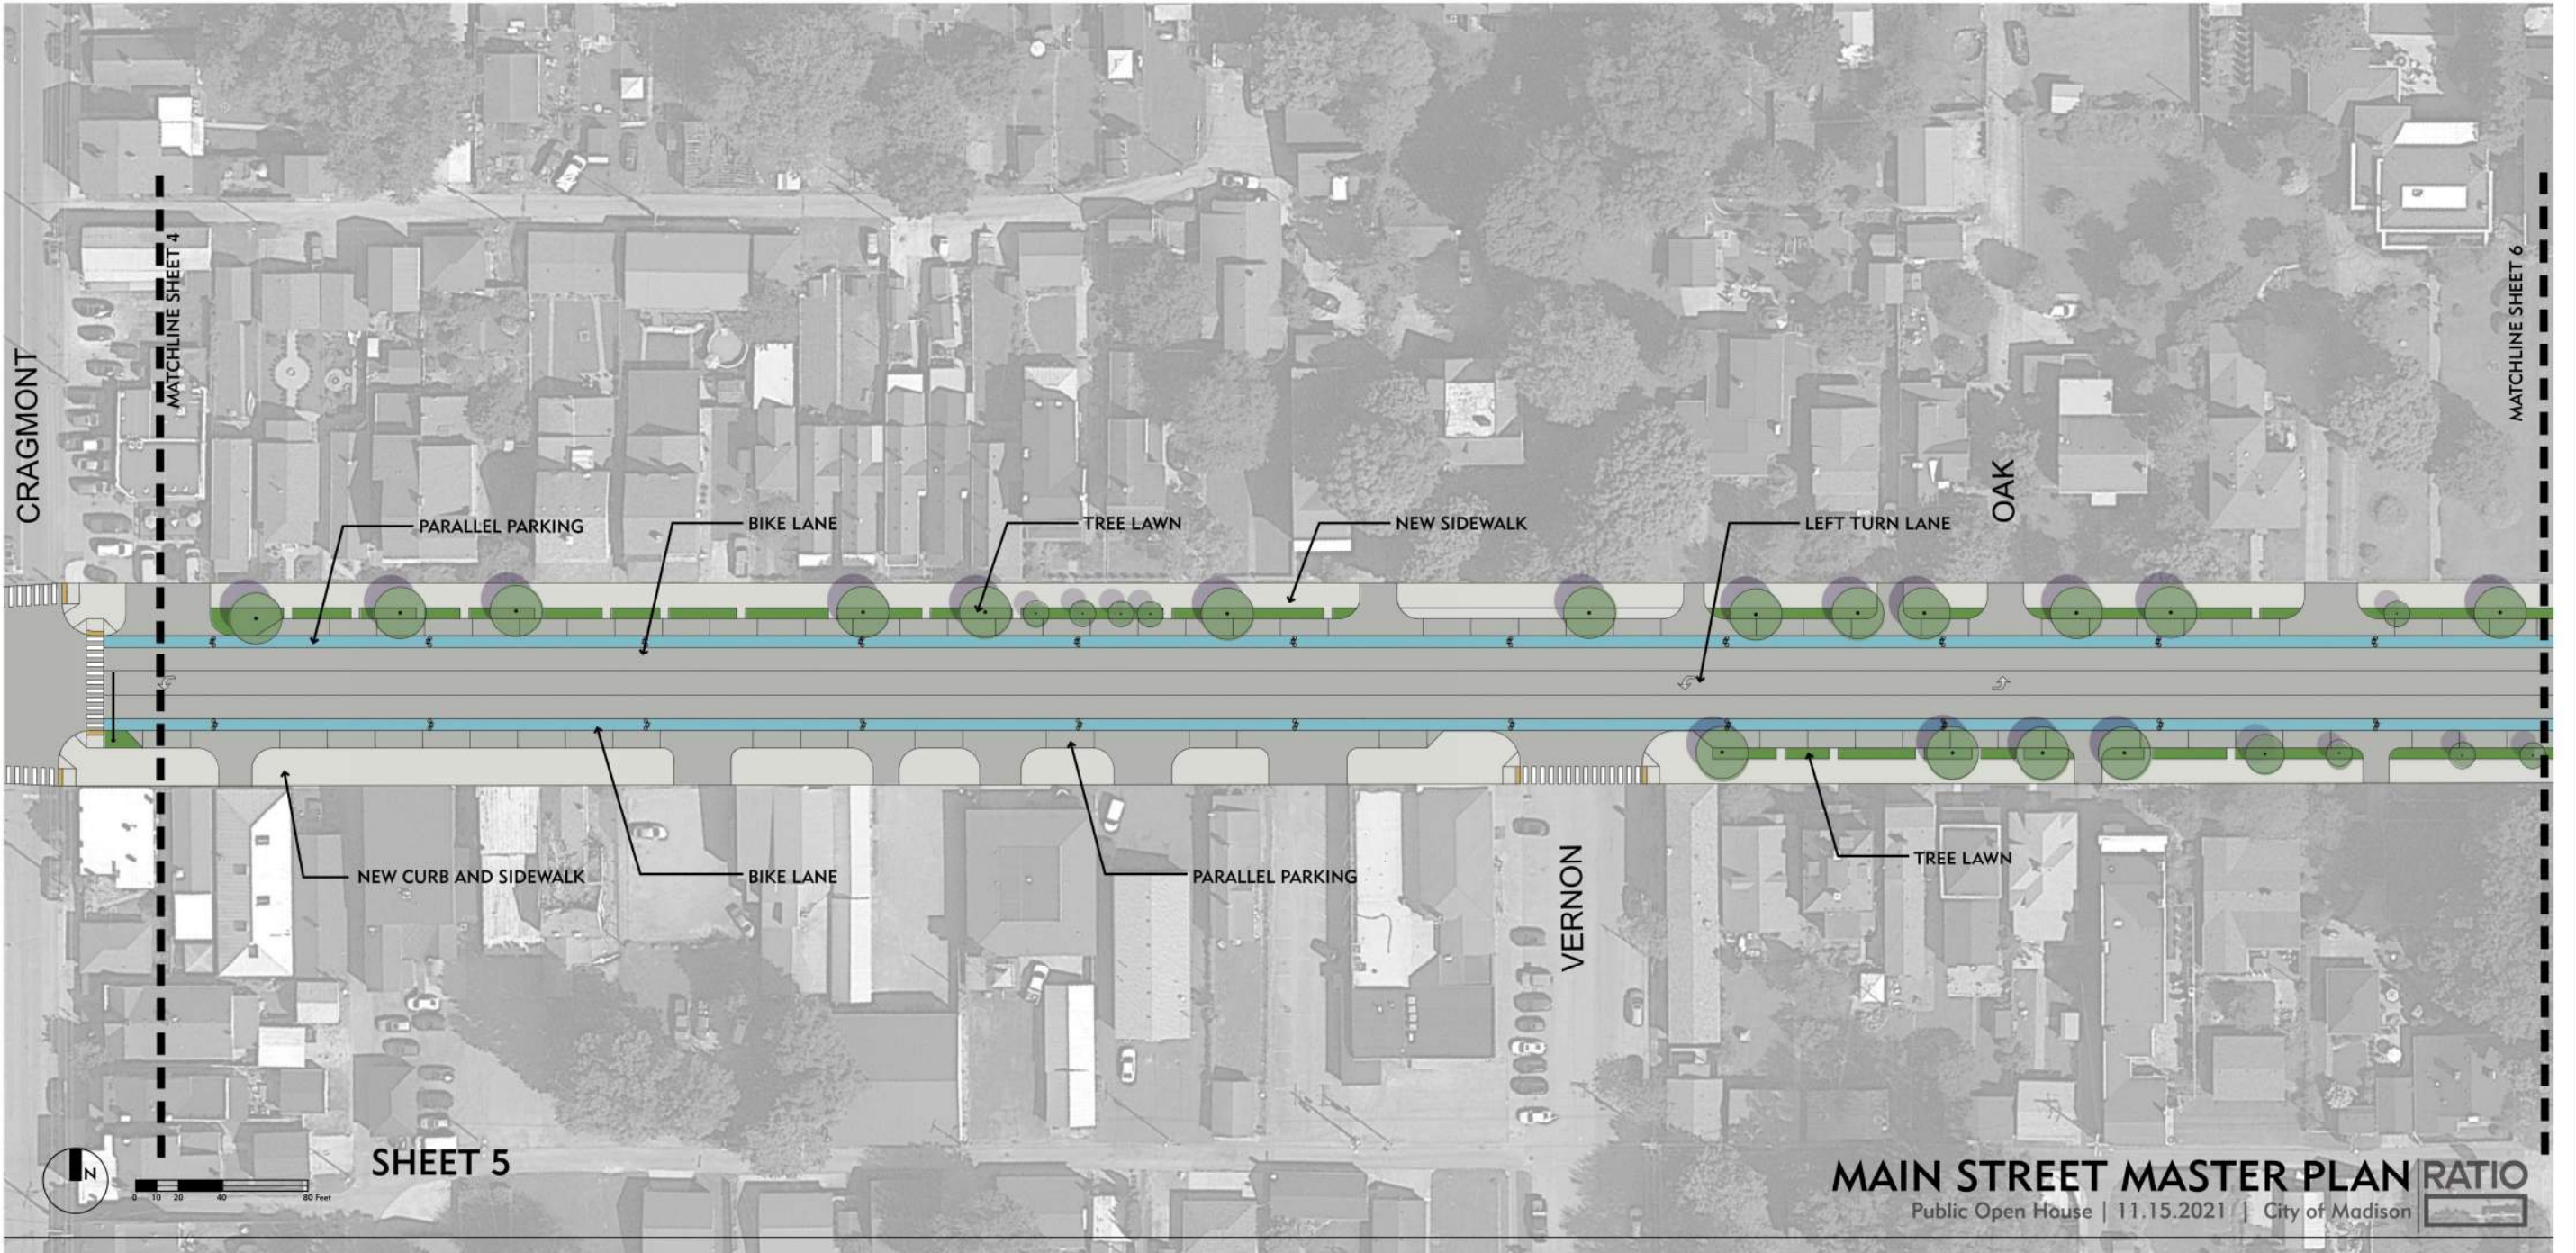 CRAGMONT
MATCHLINE SHEET 4
MATCHLINE SHEET 6
OAK
PARALLEL PARKING
BIKE LANE
TREE LAWN
NEW SIDEWALK
LEFT TURN LANE
NEW CURB AND SIDEWALK
BIKE LANE
PARALLEL PARKING
VERNON
TREE LAWN
N
0 10 20 40 80 Feet
SHEET 5
MAIN STREET MASTER PLAN
Public Open House | 11.15.2021 | City of Madison
RATIO